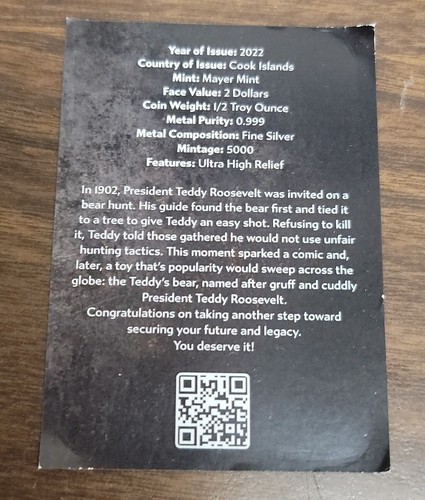 Year of Issue: 2022
Country of Issue: Cook Islands
Mint: Mayer Mint
Face Value: 2 Dollars
Coin Weight: 1/2 Troy Ounce
Metal Purity: 0.999
Metal Composition: Fine Silver
Mintage: 5000
Features: Ultra High Relief
In 1902, President Teddy Roosevelt was invited on a
bear hunt. His guide found the bear first and tied it
to a tree to give Teddy an easy shot. Refusing to kill
it, Teddy told those gathered he would not use unfair
hunting tactics. This moment sparked a comic and,
later, a toy that's popularity would sweep across the
globe: the Teddy's bear, named after gruff and cuddly
President Teddy Roosevelt.
Congratulations on taking another step toward
securing your future and legacy.
You deserve it!